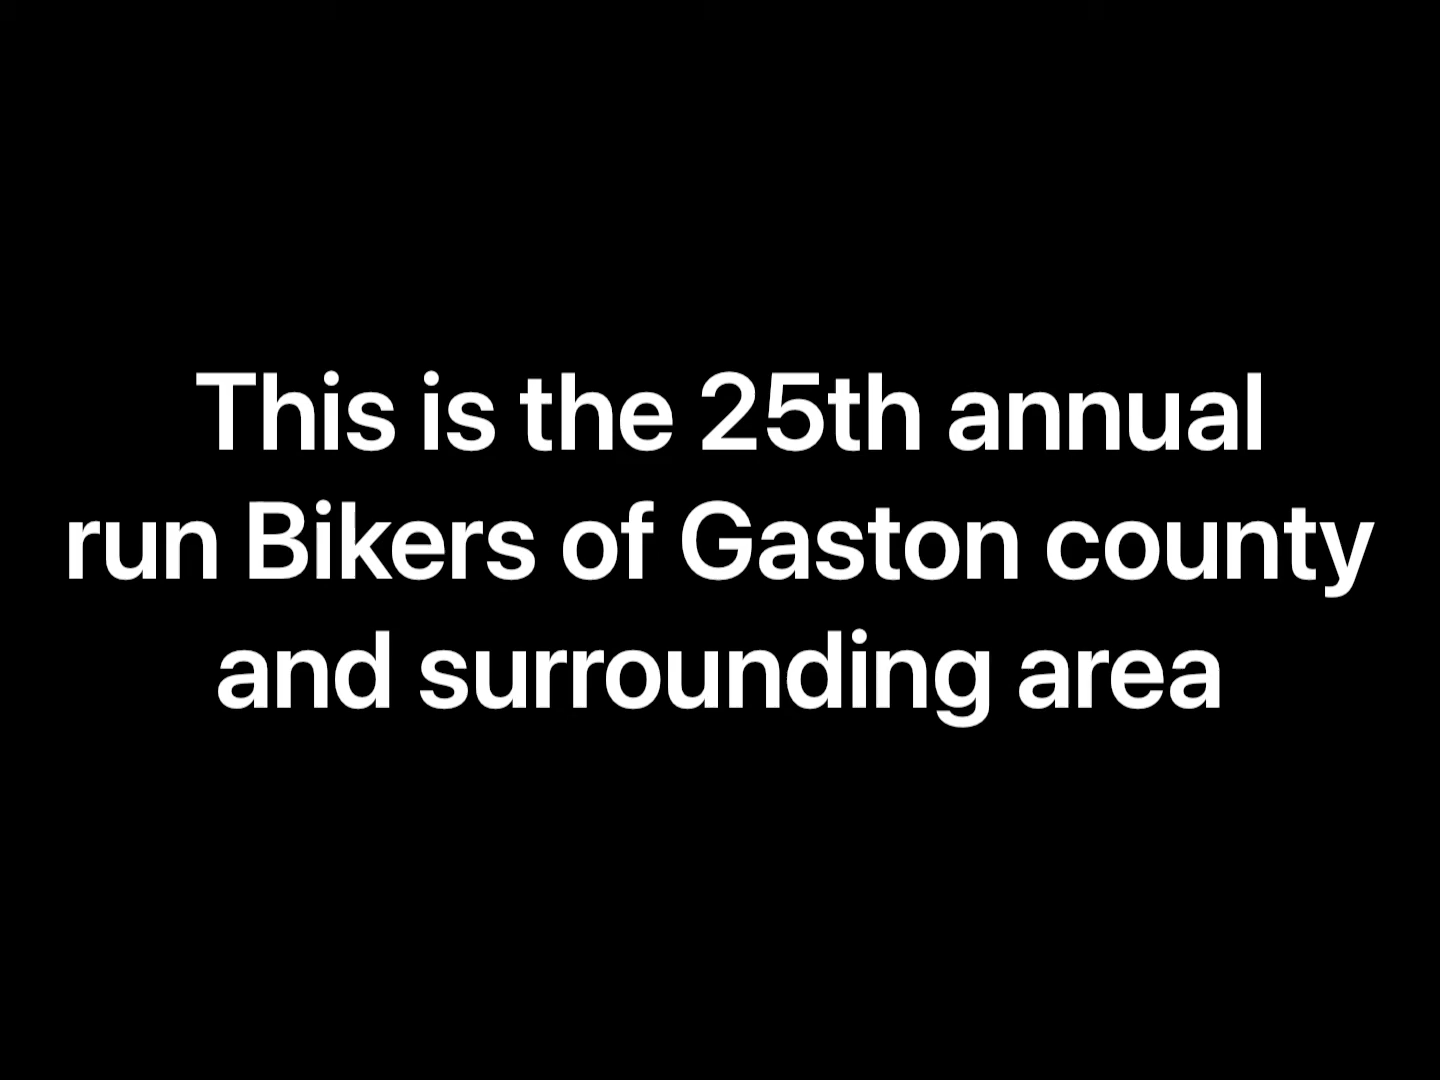 This is the 25th annual
run Bikers of Gaston county
and surrounding area